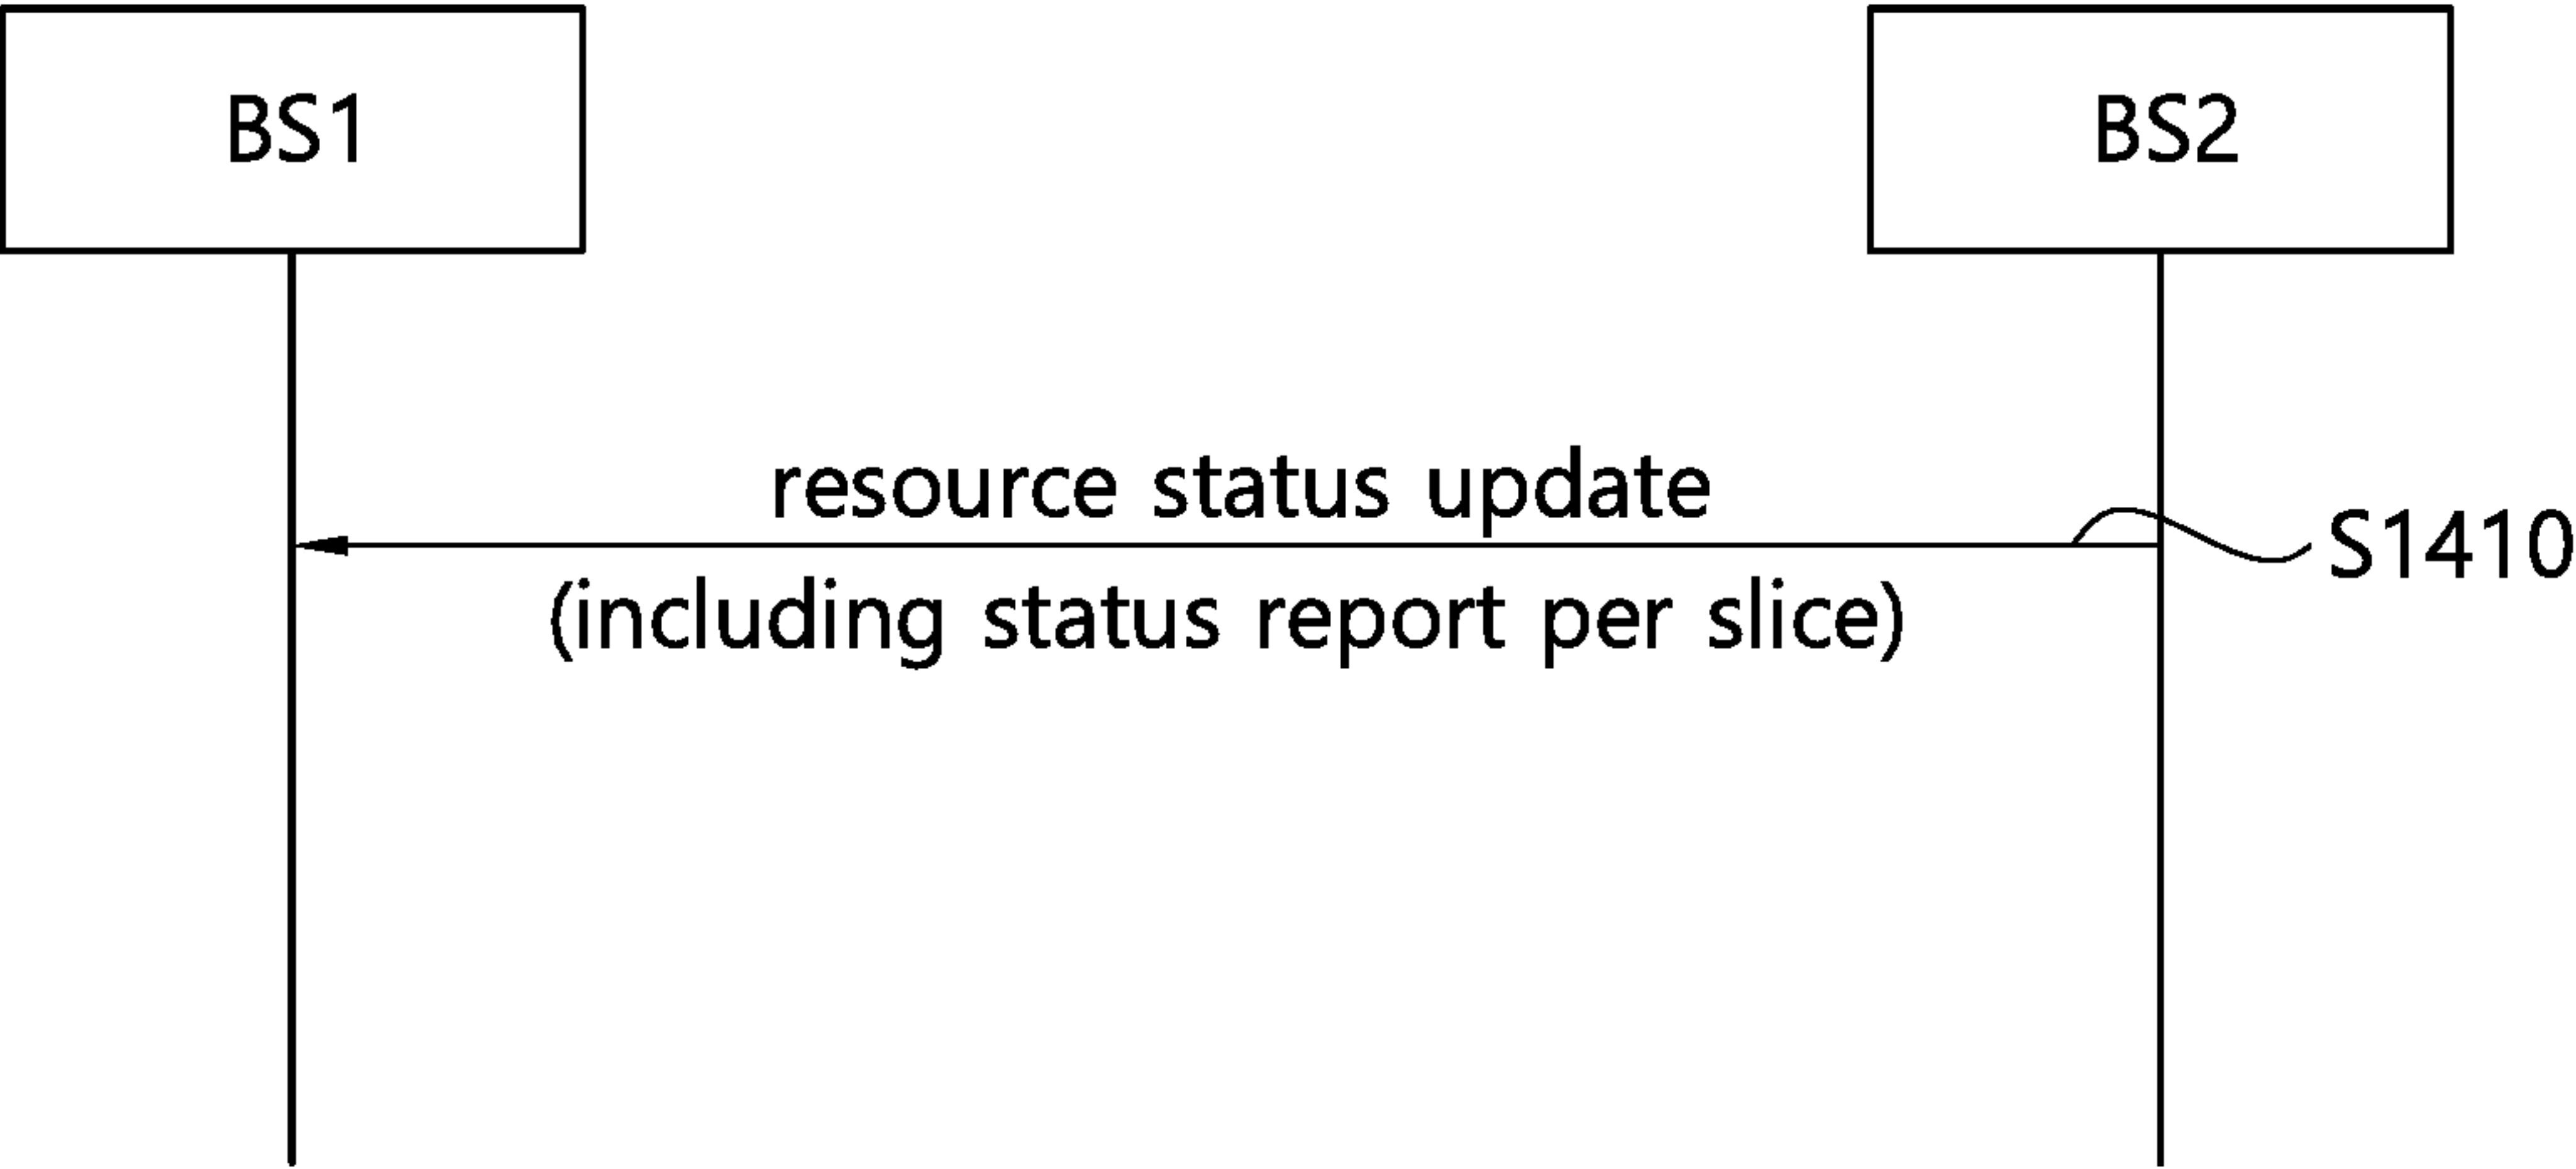 BS1
BS2
resource status update
S1410
(including status report per slice)